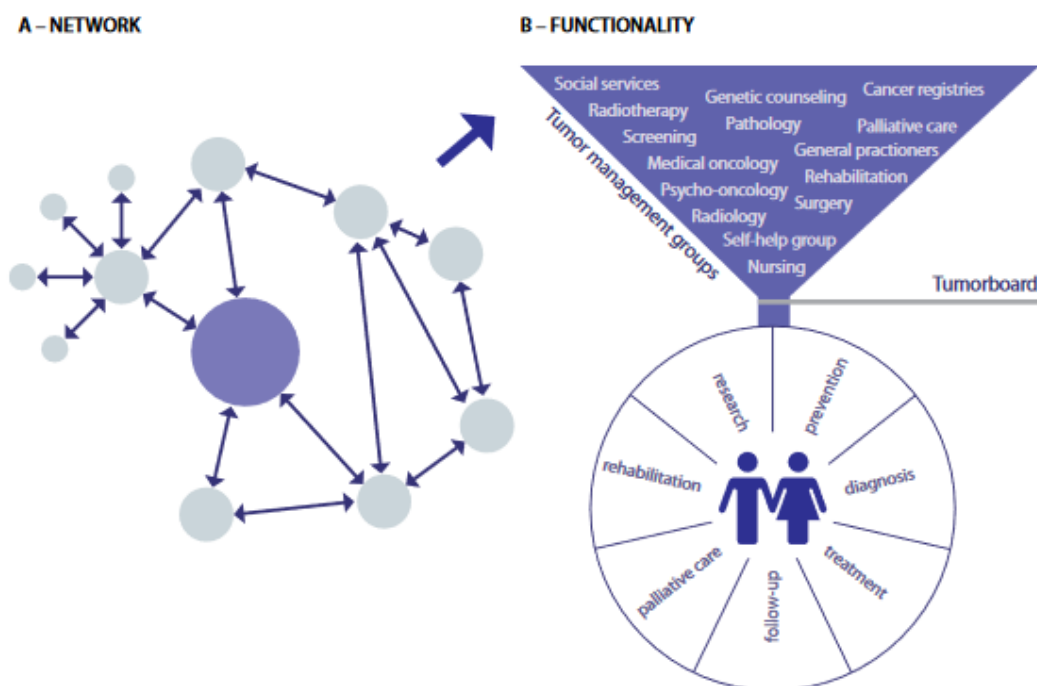 A – NETWORK
B – FUNCTIONALITY
Social services
Genetic counseling
Cancer registries
Radiotherapy
Pathology
Palliative care
Screening
General practioners
Medical oncology
Rehabilitation
Psycho-oncology
Surgery
Radiology
Self-help group
Nursing
Tumor management groups
Tumorboard
research
prevention
rehabilitation
diagnosis
palliative care
treatment
follow-up